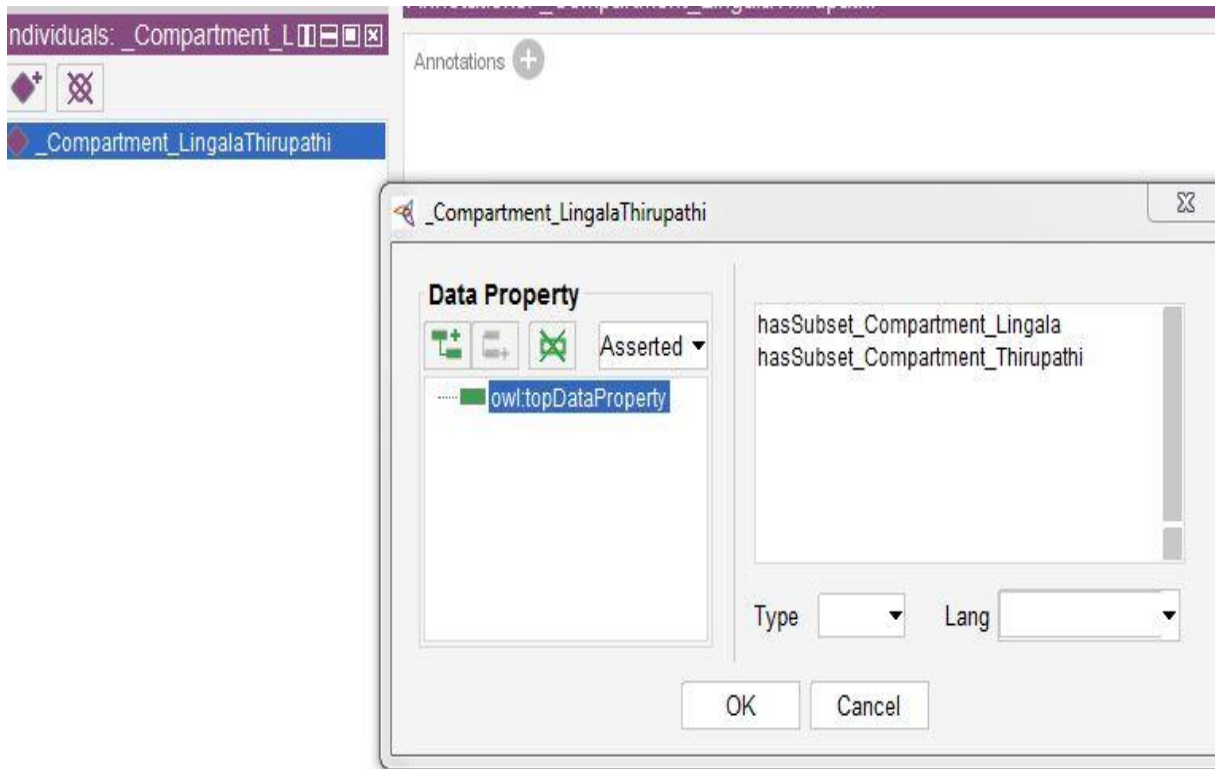 ndividuals: _Compartment_L
Annotations
_Compartment_LingalaThirupathi
_Compartment_LingalaThirupathi
Data Property
Asserted
owl:topDataProperty
hasSubset_Compartment_Lingala
hasSubset_Compartment_Thirupathi
Type
Lang
OK
Cancel